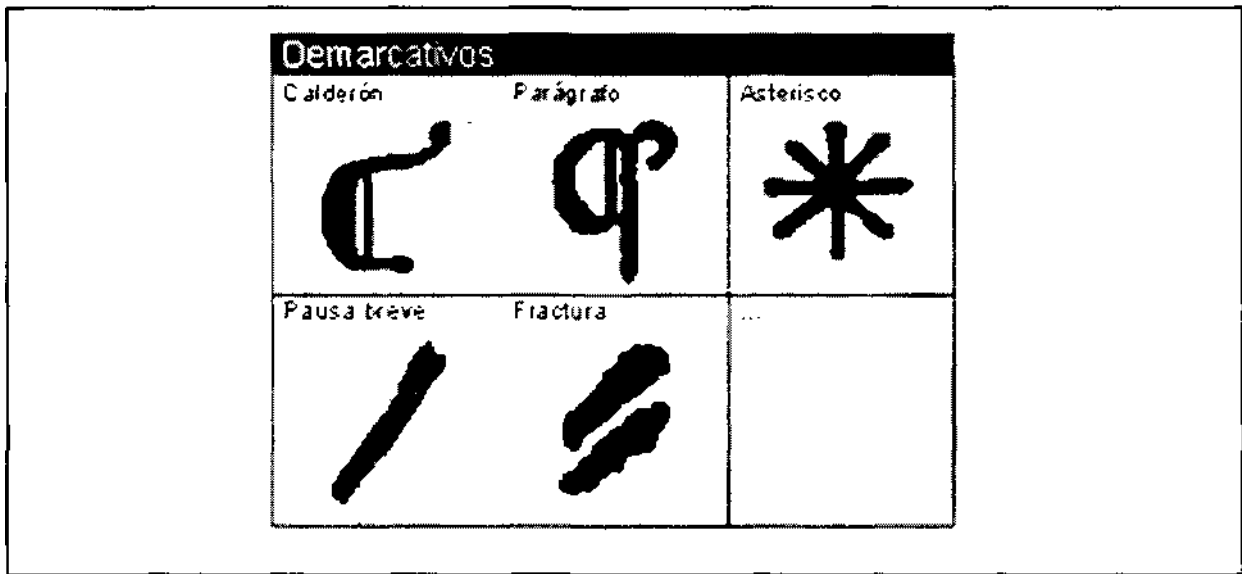 Demarcativos
Calderón Parágrafo Asterisco
Pausa breve Fractura ...